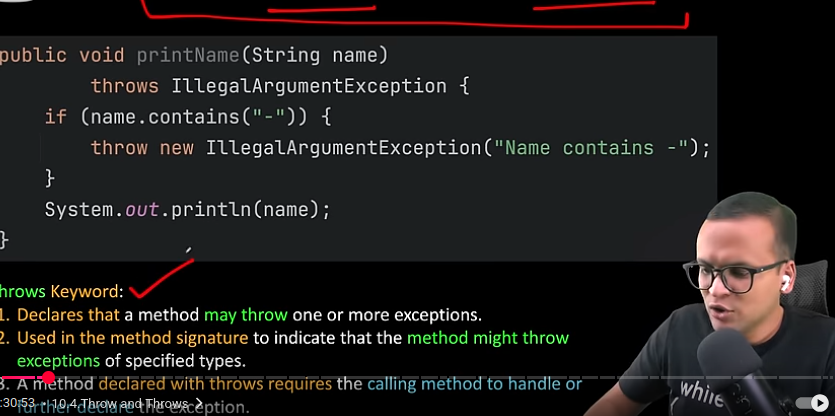 public void printName(String name)
throws IllegalArgumentException {
if (name.contains("-")) {
throw new IllegalArgumentException("Name contains -");
}
System.out.println(name);
}
hrows Keyword:
1. Declares that a method may throw one or more exceptions.
2. Used in the method signature to indicate that the method might throw
exceptions of specified types.
3. A method declared with throws requires the calling method to handle or
further declare the exception.
:30:53 • 10.4 Throw and Throws >
white